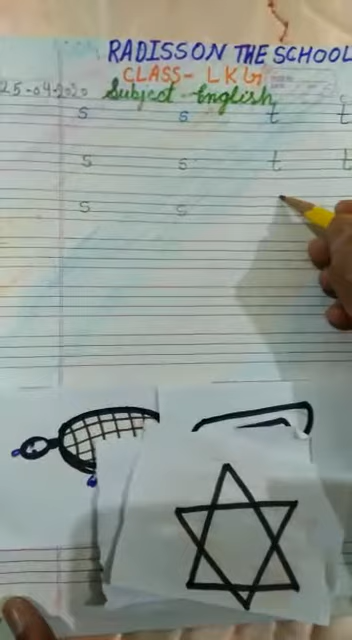 RADISSON THE SCHOOL
CLASS- LKG
25-04-2020 Subject-English
s s t t
s s t t
s s